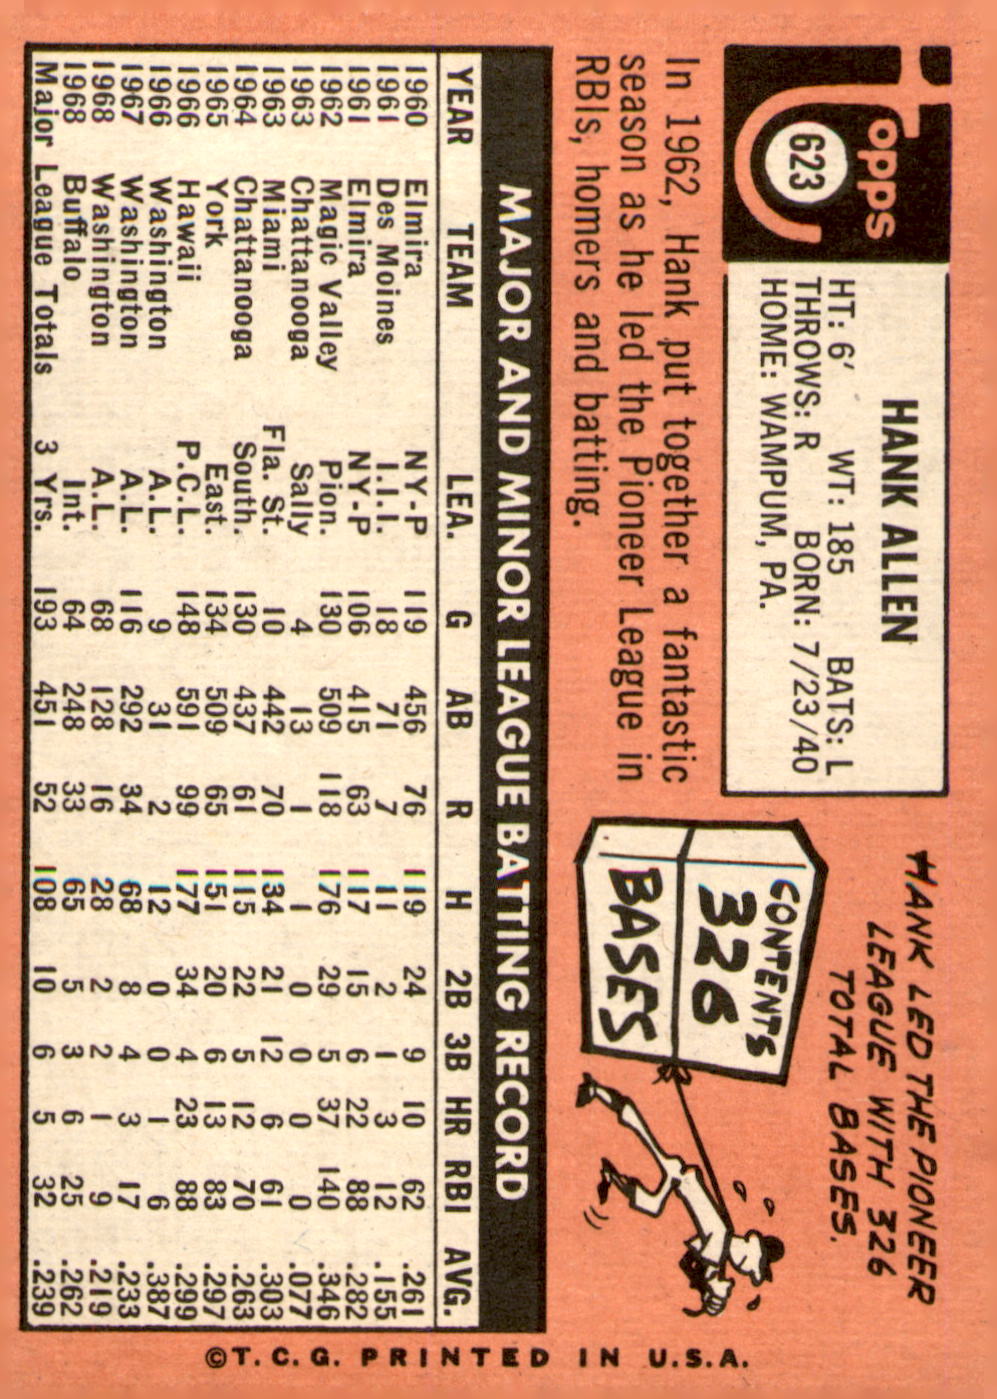 Topps
623
HANK ALLEN
HT: 6' WT: 185 BATS: L
THROWS: R BORN: 7/23/40
HOME: WAMPUM, PA.
In 1962, Hank put together a fantastic
season as he led the Pioneer League in
RBIs, homers and batting.
HANK LED THE PIONEER
LEAGUE WITH 326
TOTAL BASES.
CONTENTS
326
BASES
MAJOR AND MINOR LEAGUE BATTING RECORD
YEAR TEAM LEA. G AB R H 2B 3B HR RBI AVG.
1960 Elmira NY-P 119 456 76 119 24 9 10 62 .261
1961 Des Moines I.I.I. 18 71 7 11 2 1 3 12 .155
1961 Elmira NY-P 106 415 63 117 15 6 22 88 .282
1962 Magic Valley Pion. 130 509 118 176 29 5 37 140 .346
1963 Chattanooga Sally 4 13 1 1 0 0 0 0 .077
1963 Miami Fla. St. 10 442 70 134 21 12 6 61 .303
1964 Chattanooga South. 130 437 61 115 22 5 12 70 .263
1965 York East. 134 509 65 151 20 6 13 83 .297
1966 Hawaii P.C.L. 148 591 99 177 34 4 23 88 .299
1966 Washington A.L. 9 31 2 12 0 0 1 6 .387
1967 Washington A.L. 116 292 34 68 8 4 3 17 .233
1968 Washington A.L. 68 128 16 28 2 2 1 9 .219
1968 Buffalo Int. 64 248 33 65 5 3 6 25 .262
Major League Totals 3 Yrs. 193 451 52 108 10 6 5 32 .239
©T.C.G. PRINTED IN U.S.A.